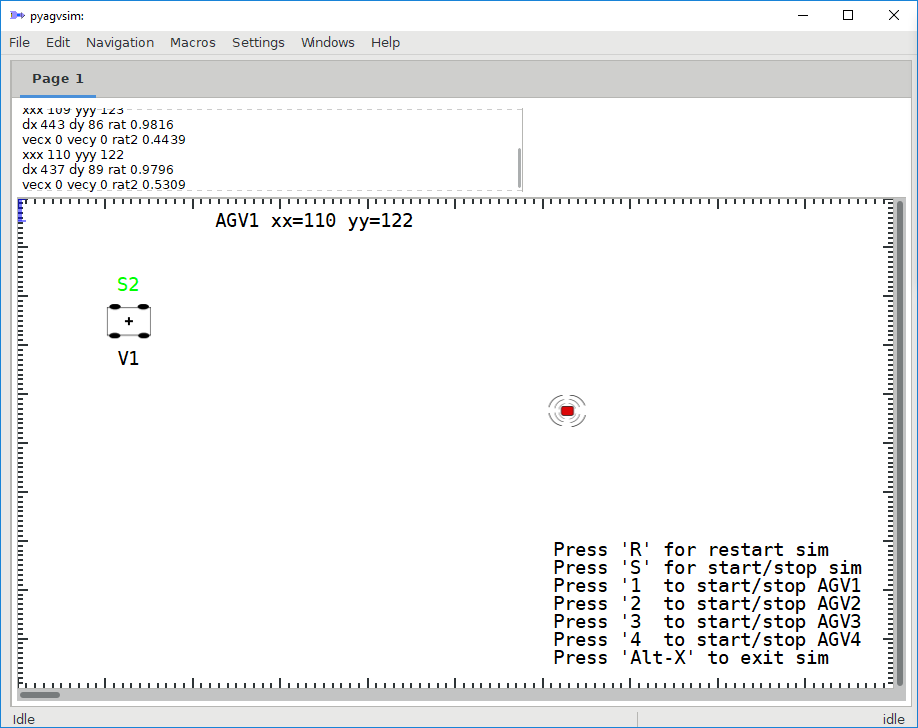 pyagvsim:
File Edit Navigation Macros Settings Windows Help
Page 1
xxx 109 yyy 123
dx 443 dy 86 rat 0.9816
vecx 0 vecy 0 rat2 0.4439
xxx 110 yyy 122
dx 437 dy 89 rat 0.9796
vecx 0 vecy 0 rat2 0.5309
AGV1 xx=110 yy=122
S2
V1
Press 'R' for restart sim
Press 'S' for start/stop sim
Press '1  to start/stop AGV1
Press '2  to start/stop AGV2
Press '3  to start/stop AGV3
Press '4  to start/stop AGV4
Press 'Alt-X' to exit sim
Idle idle